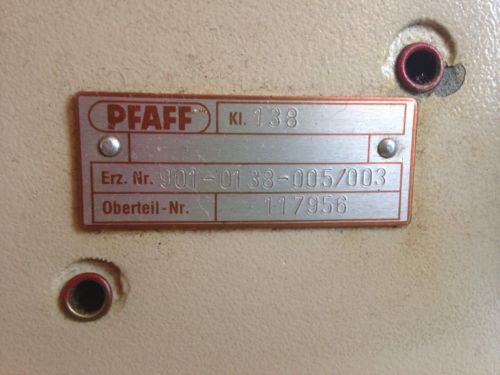 PFAFF Kl. 138
Erz. Nr. 901-0138-005/003
Oberteil-Nr. 117956